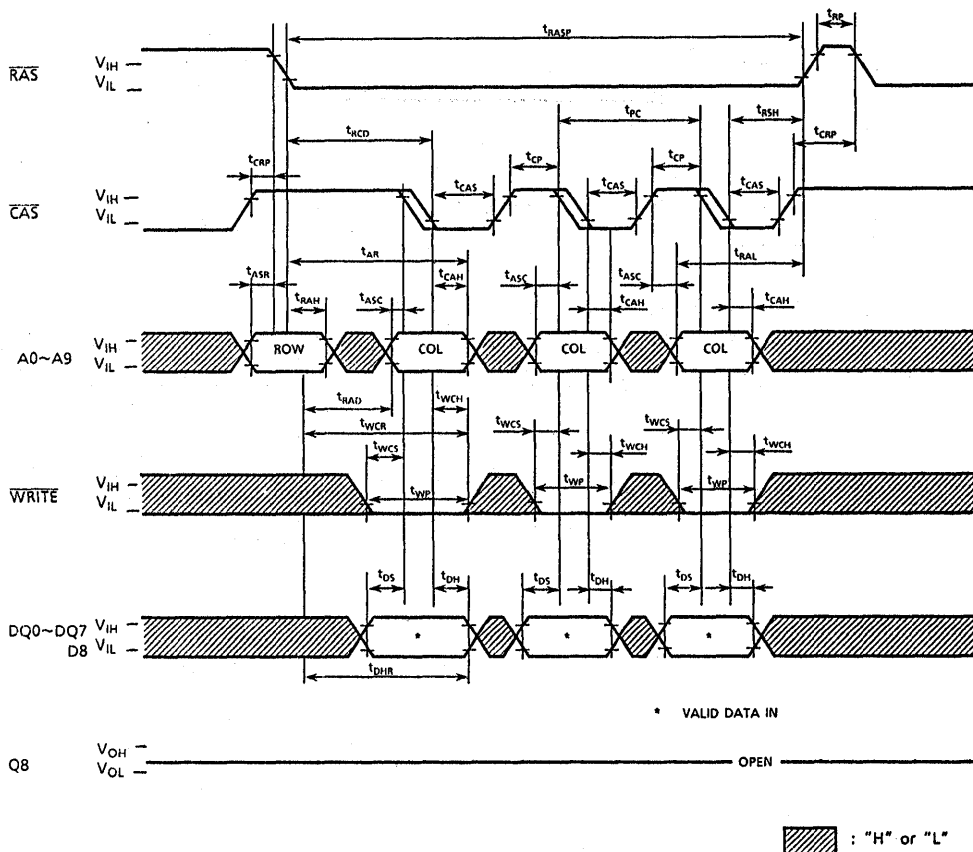 tRP
tRASP
RAS
VIH
VIL
tPC
tRSH
tRCD
tCRP
tCRP
tCP
tCP
tCAS
tCAS
tCAS
CAS
VIH
VIL
tAR
tRAL
tASR
tCAH
tASC
tASC
tRAH
tASC
tCAH
tCAH
A0~A9
VIH
VIL
ROW
COL
COL
COL
tRAD
tWCH
tWCR
tWCS
tWCS
tWCS
tWCH
tWCH
WRITE
VIH
VIL
tWP
tWP
tWP
tDS
tDH
tDS
tDH
tDS
tDH
DQ0~DQ7
D8
VIH
VIL
*
*
*
tDHR
* VALID DATA IN
Q8
VOH
VOL
OPEN
: "H" or "L"